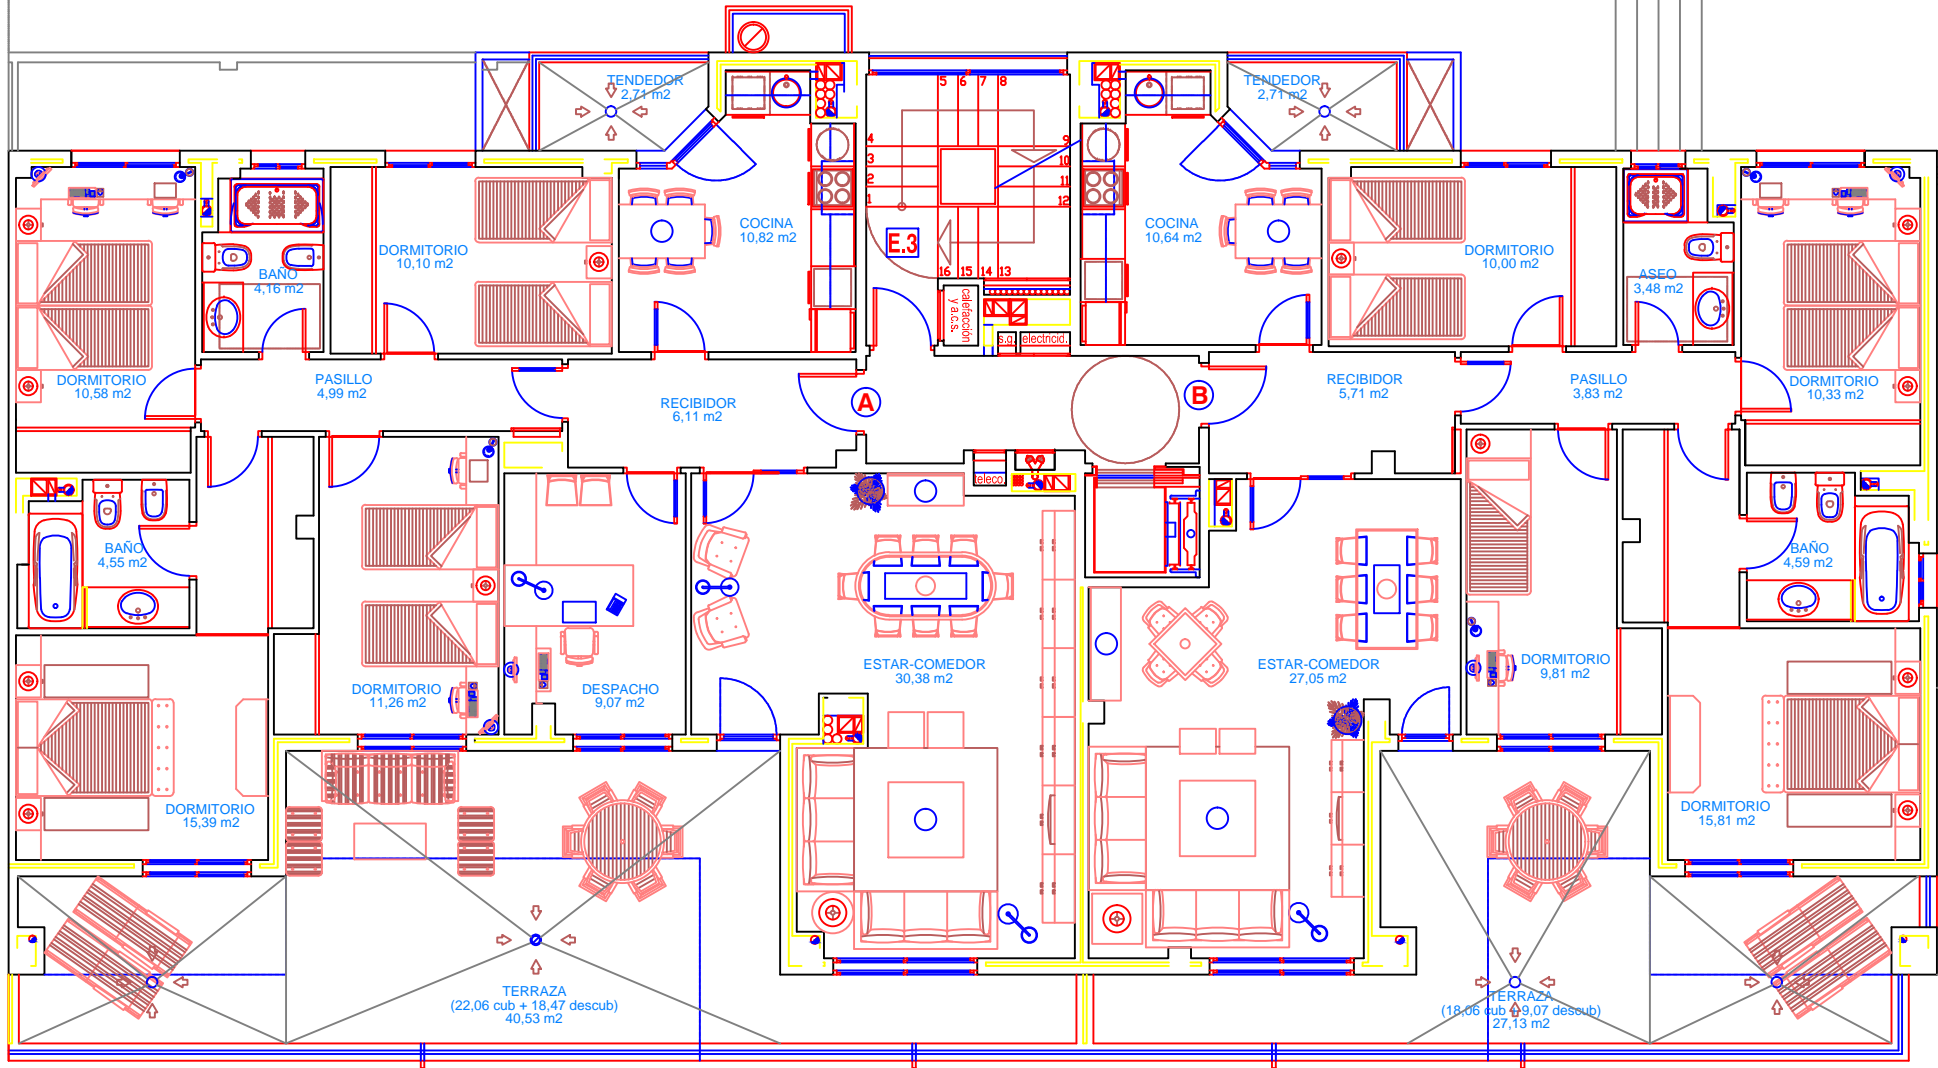 TENDEDOR
2,71 m2
TENDEDOR
2,71 m2
5 6 7 8
4
3
2
1
9
10
11
12
16 15 14 13
E.3
COCINA
10,82 m2
COCINA
10,64 m2
DORMITORIO
10,10 m2
DORMITORIO
10,00 m2
BAÑO
4,16 m2
ASEO
3,48 m2
calefacción
y a.c.s.
s.g.
electricid.
DORMITORIO
10,58 m2
PASILLO
4,99 m2
RECIBIDOR
6,11 m2
A
B
RECIBIDOR
5,71 m2
PASILLO
3,83 m2
DORMITORIO
10,33 m2
teleco.
BAÑO
4,55 m2
BAÑO
4,59 m2
DORMITORIO
11,26 m2
DESPACHO
9,07 m2
ESTAR-COMEDOR
30,38 m2
ESTAR-COMEDOR
27,05 m2
DORMITORIO
9,81 m2
DORMITORIO
15,39 m2
DORMITORIO
15,81 m2
TERRAZA
(22,06 cub + 18,47 descub)
40,53 m2
TERRAZA
(18,06 cub + 9,07 descub)
27,13 m2